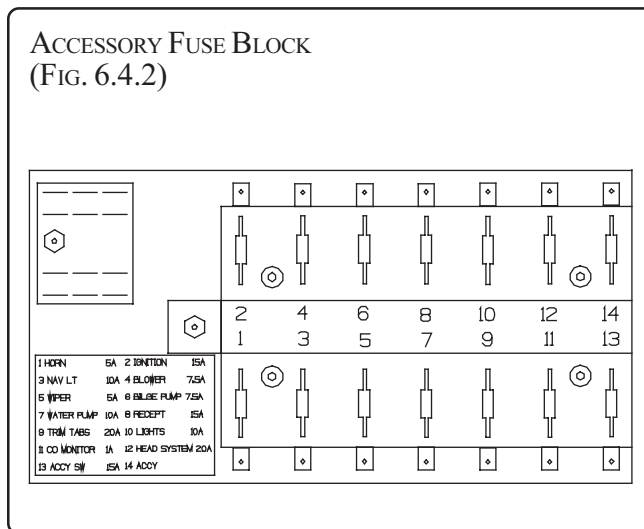 ACCESSORY FUSE BLOCK
(FIG. 6.4.2)
2 4 6 8 10 12 14
1 3 5 7 9 11 13
1 HORN 5A 2 IGNITION 15A
3 NAV LT 10A 4 BLOWER 7.5A
5 WIPER 5A 6 BILGE PUMP 7.5A
7 WATER PUMP 10A 8 RECEPT 15A
9 TRIM TABS 20A 10 LIGHTS 10A
11 CO MONITOR 1A 12 HEAD SYSTEM 20A
13 ACCY SW 15A 14 ACCY